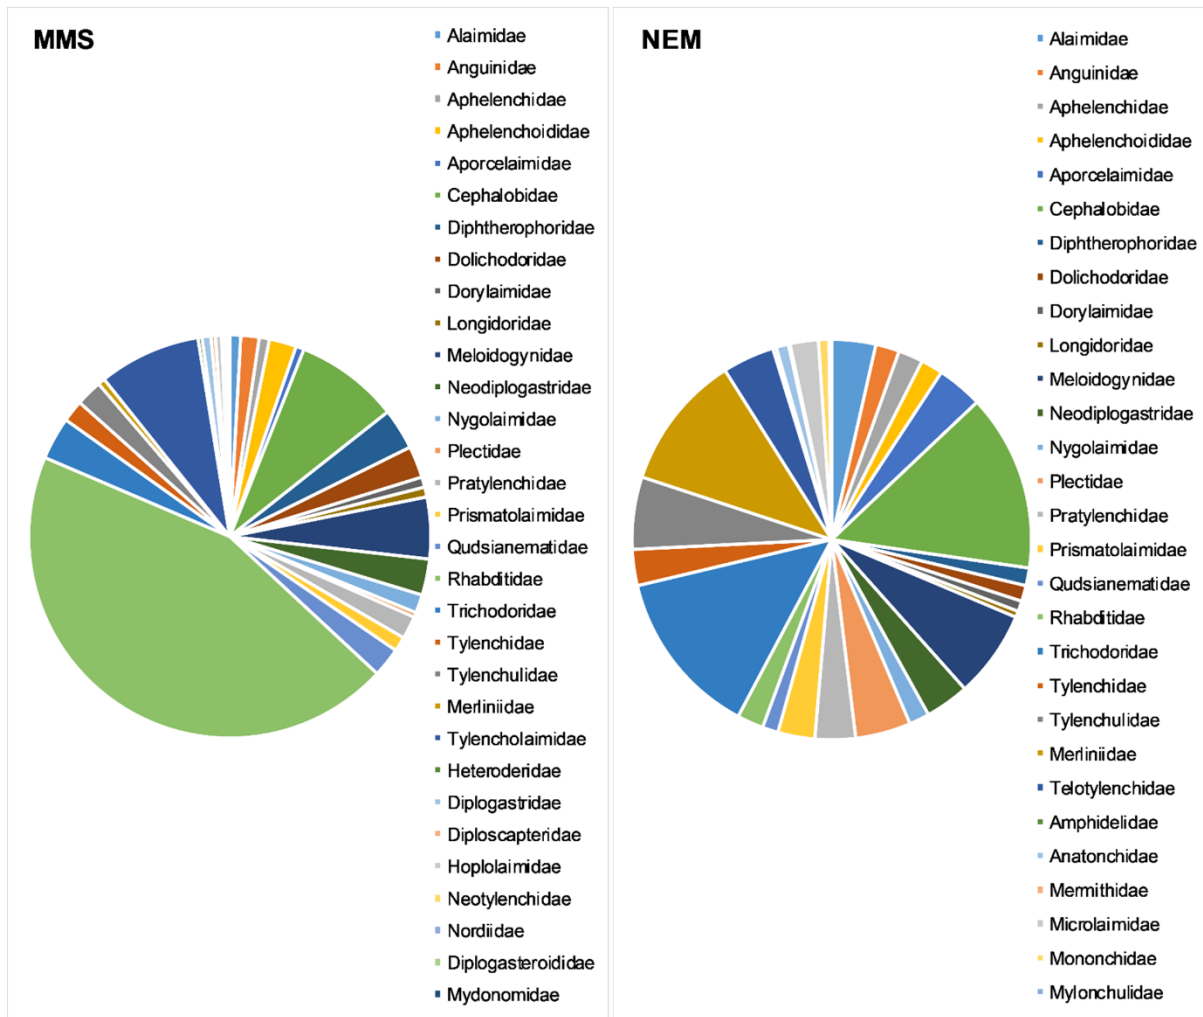 MMS
Alaimidae
Anguinidae
Aphelenchidae
Aphelenchoididae
Aporcelaimidae
Cephalobidae
Diphtherophoridae
Dolichodoridae
Dorylaimidae
Longidoridae
Meloidogynidae
Neodiplogastridae
Nygolaimidae
Plectidae
Pratylenchidae
Prismatolaimidae
Qudsianematidae
Rhabditidae
Trichodoridae
Tylenchidae
Tylenchulidae
Merliniidae
Tylencholaimidae
Heteroderidae
Diplogastridae
Diploscapteridae
Hoplolaimidae
Neotylenchidae
Nordiidae
Diplogasteroididae
Mydonomidae
NEM
Alaimidae
Anguinidae
Aphelenchidae
Aphelenchoididae
Aporcelaimidae
Cephalobidae
Diphtherophoridae
Dolichodoridae
Dorylaimidae
Longidoridae
Meloidogynidae
Neodiplogastridae
Nygolaimidae
Plectidae
Pratylenchidae
Prismatolaimidae
Qudsianematidae
Rhabditidae
Trichodoridae
Tylenchidae
Tylenchulidae
Merliniidae
Telotylenchidae
Amphidelidae
Anatonchidae
Mermithidae
Microlaimidae
Mononchidae
Mylonchulidae